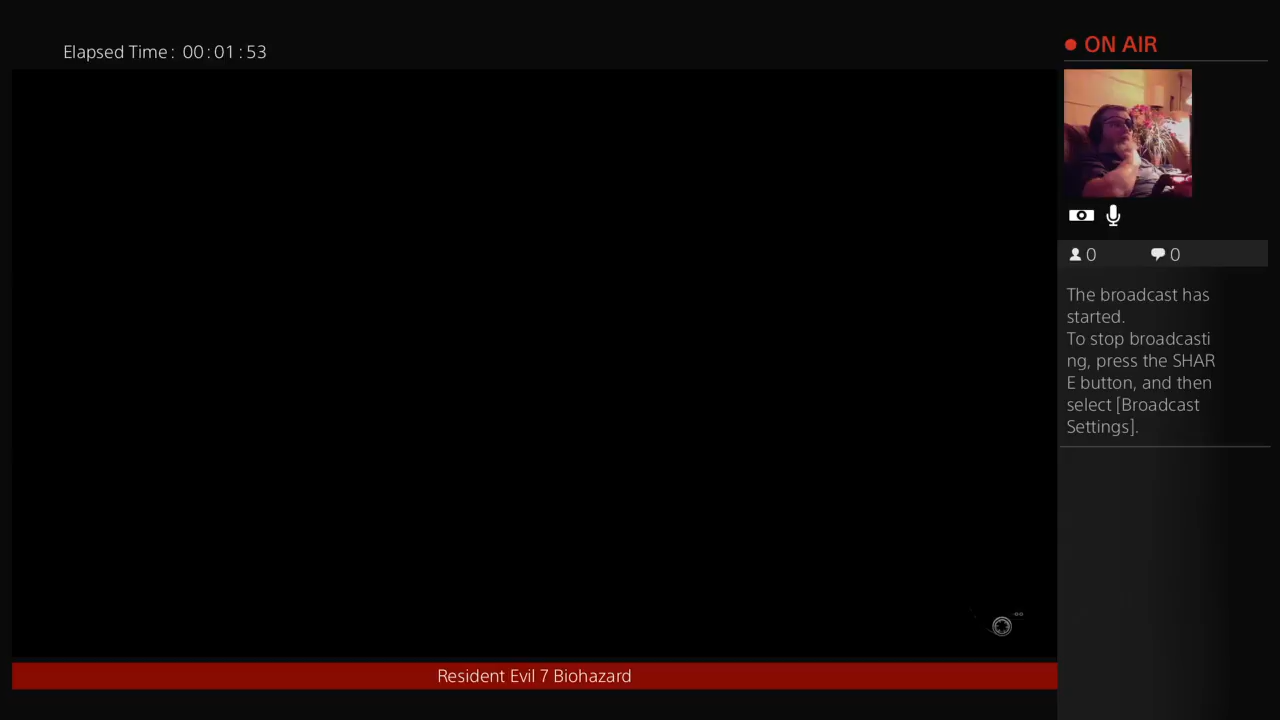 Elapsed Time: 00:01:53
ON AIR
0 0
The broadcast has
started.
To stop broadcasti
ng, press the SHAR
E button, and then
select [Broadcast
Settings].
Resident Evil 7 Biohazard